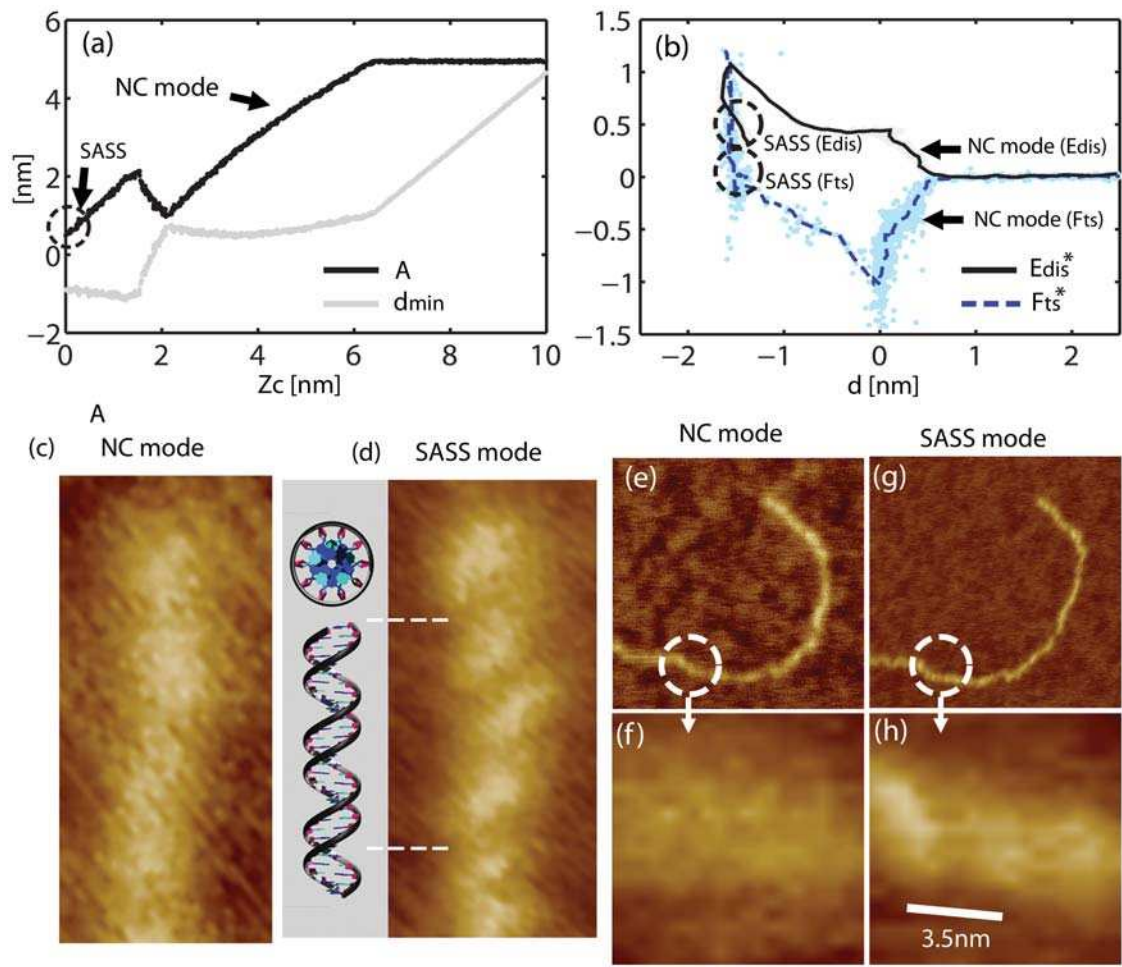 (a)
6
4
2
0
−2
[nm]
NC mode
SASS
A
dmin
0
2
4
6
8
10
Zc [nm]
(b)
1.5
1
0.5
0
−0.5
−1
−1.5
SASS (Edis)
SASS (Fts)
NC mode (Edis)
NC mode (Fts)
Edis*
Fts*
−2
−1
0
1
2
d [nm]
A
(c)
NC mode
(d)
SASS mode
NC mode
SASS mode
(e)
(g)
(f)
(h)
3.5nm